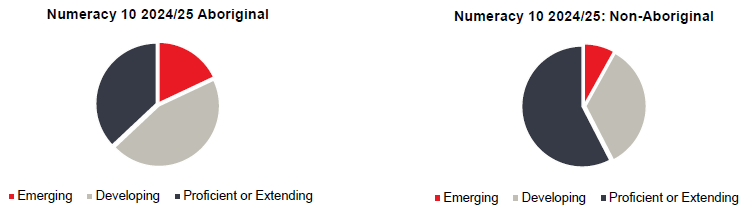 Numeracy 10 2024/25 Aboriginal
Emerging Developing Proficient or Extending
Numeracy 10 2024/25: Non-Aboriginal
Emerging Developing Proficient or Extending